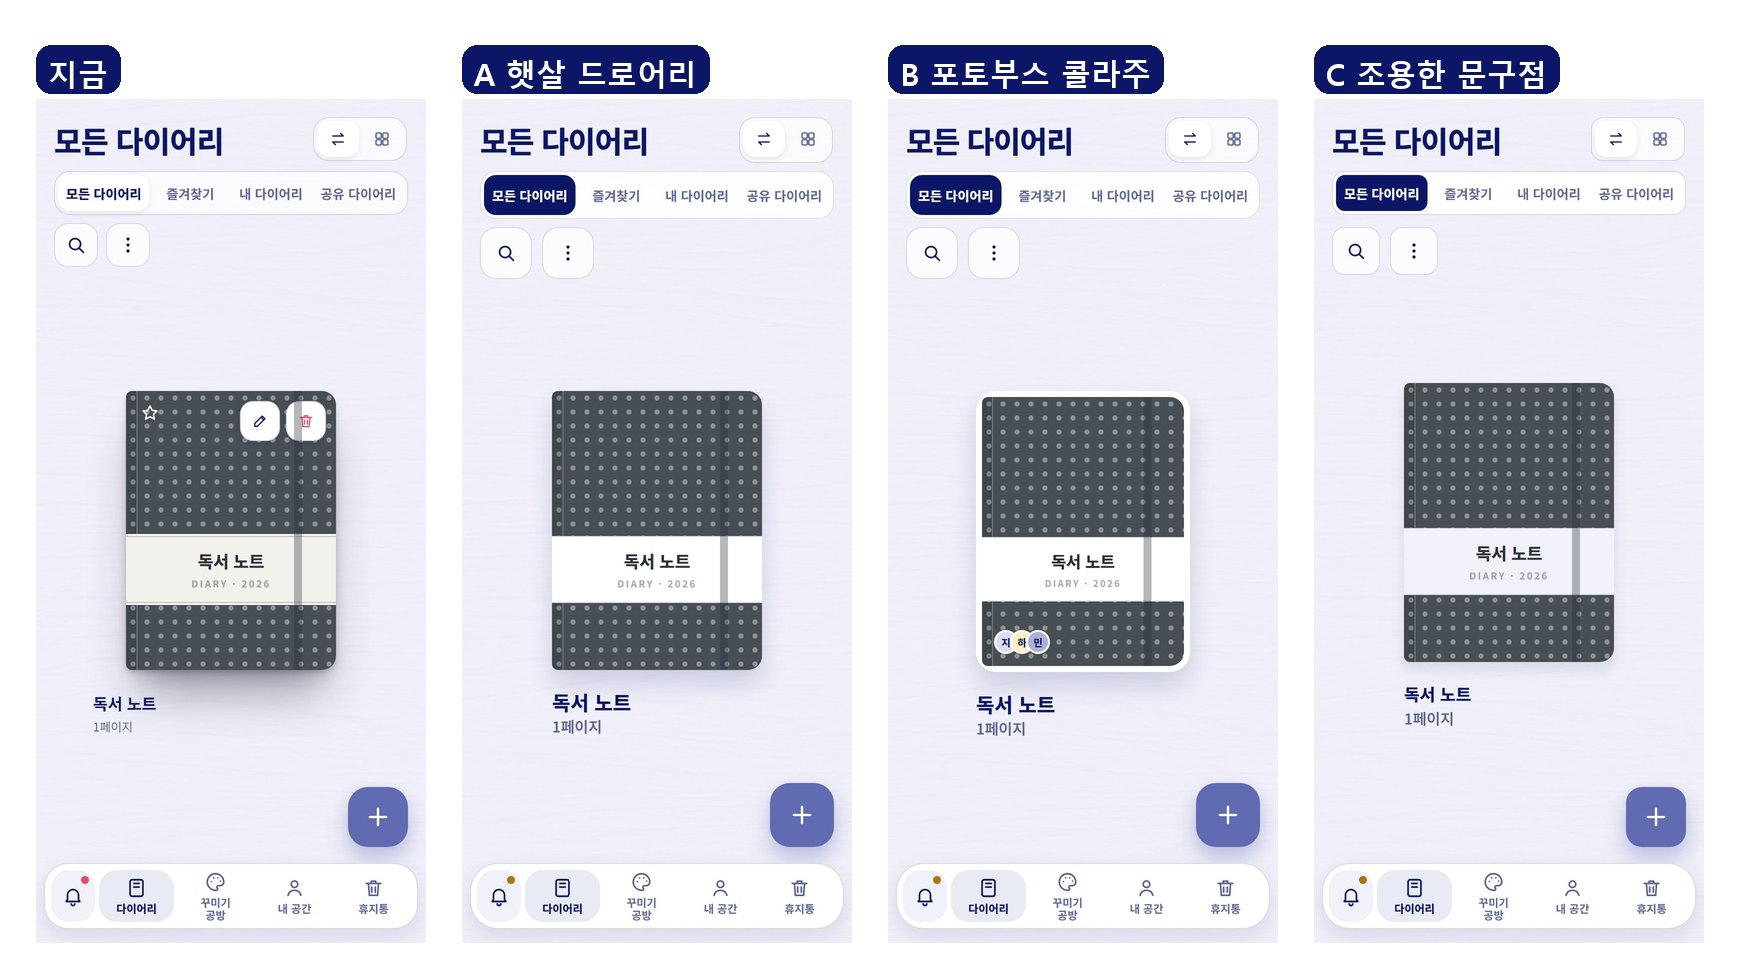 지금
모든 다이어리
모든 다이어리 즐겨찾기 내 다이어리 공유 다이어리
독서 노트
DIARY · 2026
독서 노트
1페이지
다이어리
꾸미기
공방
내 공간
휴지통
A 햇살 드로어리
모든 다이어리
모든 다이어리 즐겨찾기 내 다이어리 공유 다이어리
독서 노트
DIARY · 2026
독서 노트
1페이지
다이어리
꾸미기
공방
내 공간
휴지통
B 포토부스 콜라주
모든 다이어리
모든 다이어리 즐겨찾기 내 다이어리 공유 다이어리
독서 노트
DIARY · 2026
지 하 민
독서 노트
1페이지
다이어리
꾸미기
공방
내 공간
휴지통
C 조용한 문구점
모든 다이어리
모든 다이어리 즐겨찾기 내 다이어리 공유 다이어리
독서 노트
DIARY · 2026
독서 노트
1페이지
다이어리
꾸미기
공방
내 공간
휴지통